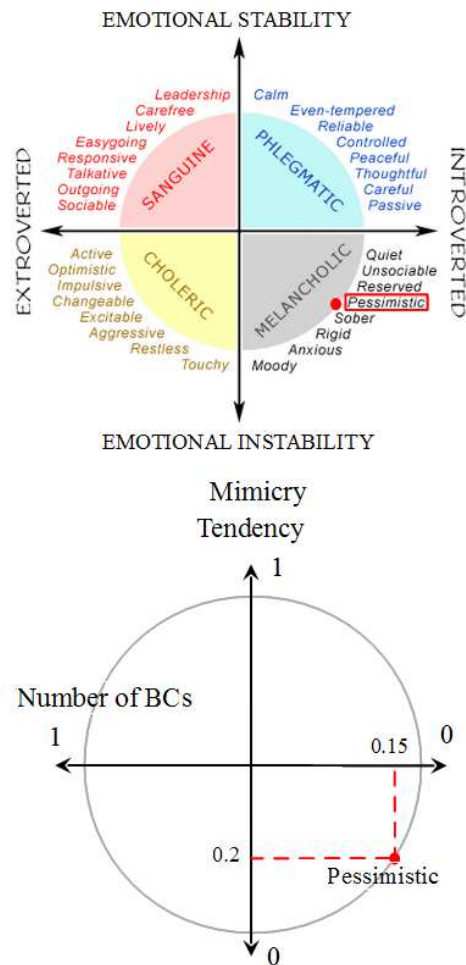 EMOTIONAL STABILITY
Leadership
Carefree
Lively
Easygoing
Responsive
Talkative
Outgoing
Sociable
SANGUINE
Calm
Even-tempered
Reliable
Controlled
Peaceful
Thoughtful
Careful
Passive
PHLEGMATIC
EXTROVERTED
INTROVERTED
Active
Optimistic
Impulsive
Changeable
Excitable
Aggressive
Restless
Touchy
CHOLERIC
MELANCHOLIC
Quiet
Unsociable
Reserved
Pessimistic
Sober
Rigid
Anxious
Moody
EMOTIONAL INSTABILITY
Mimicry
Tendency
1
Number of BCs
1
0.15
0
0.2
Pessimistic
0